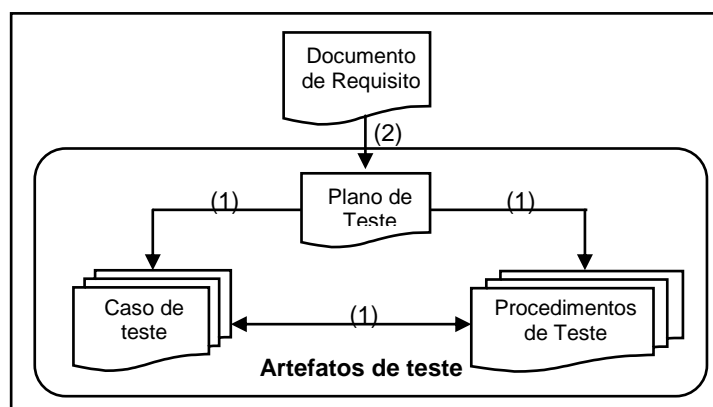 Documento
de Requisito
(2)
Plano de
Teste
(1)
(1)
Caso de
teste
(1)
Procedimentos
de Teste
Artefatos de teste